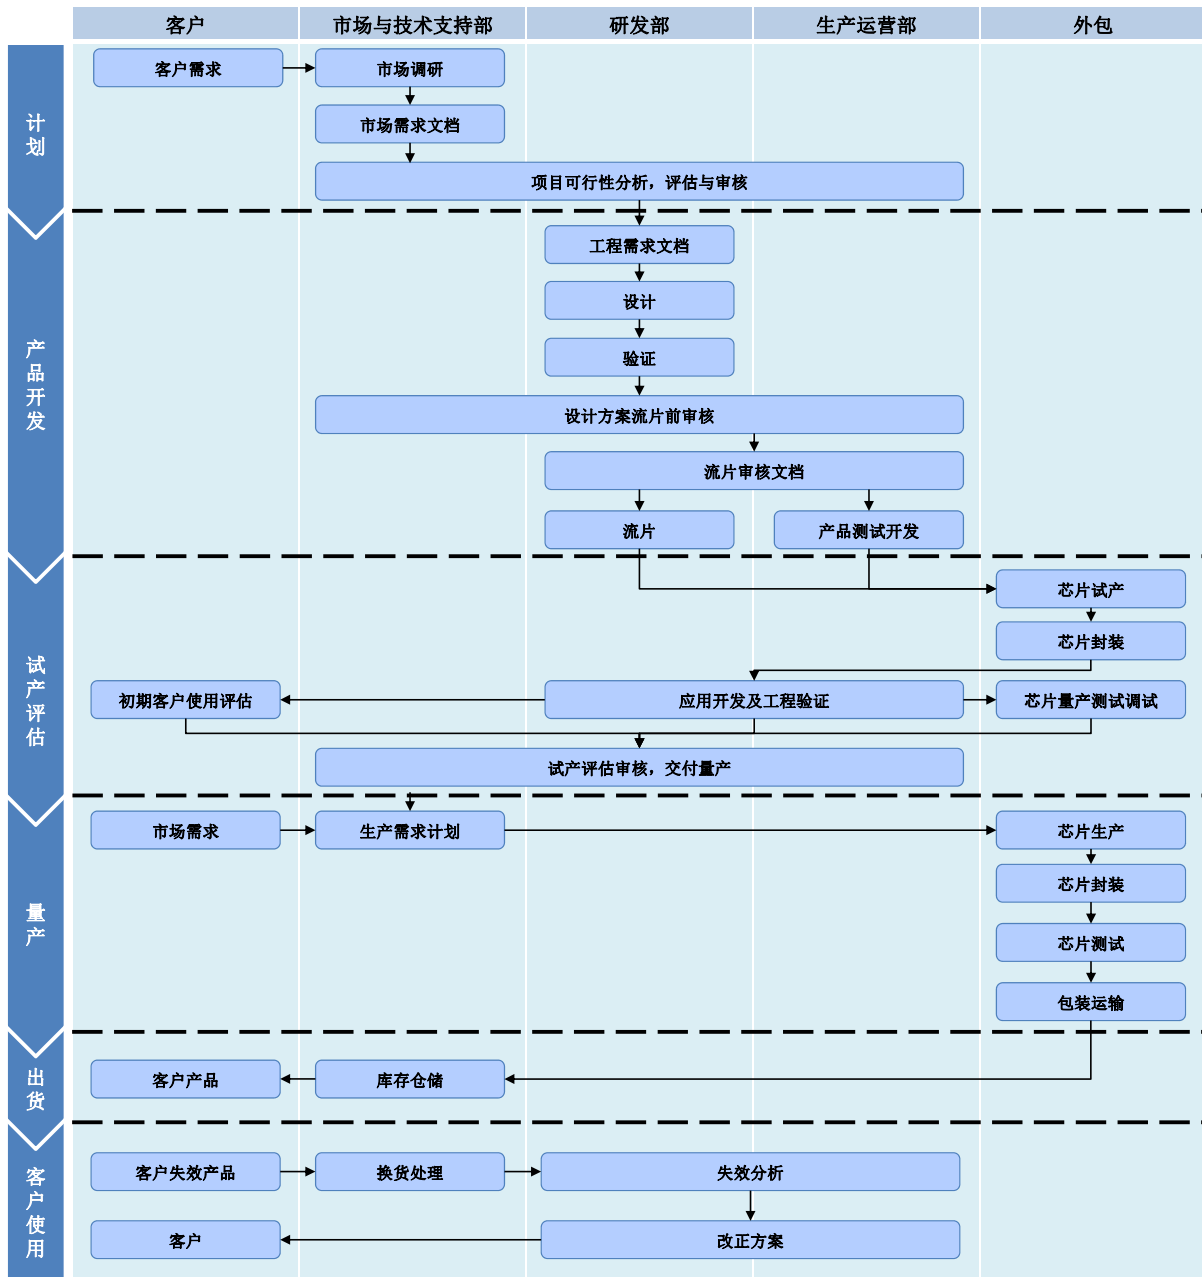 客户
市场与技术支持部
研发部
生产运营部
外包
计划
客户需求
市场调研
市场需求文档
项目可行性分析，评估与审核
产品开发
工程需求文档
设计
验证
设计方案流片前审核
流片审核文档
流片
产品测试开发
试产评估
芯片试产
芯片封装
初期客户使用评估
应用开发及工程验证
芯片量产测试调试
试产评估审核，交付量产
量产
市场需求
生产需求计划
芯片生产
芯片封装
芯片测试
包装运输
出货
客户产品
库存仓储
客户使用
客户失效产品
换货处理
失效分析
客户
改正方案